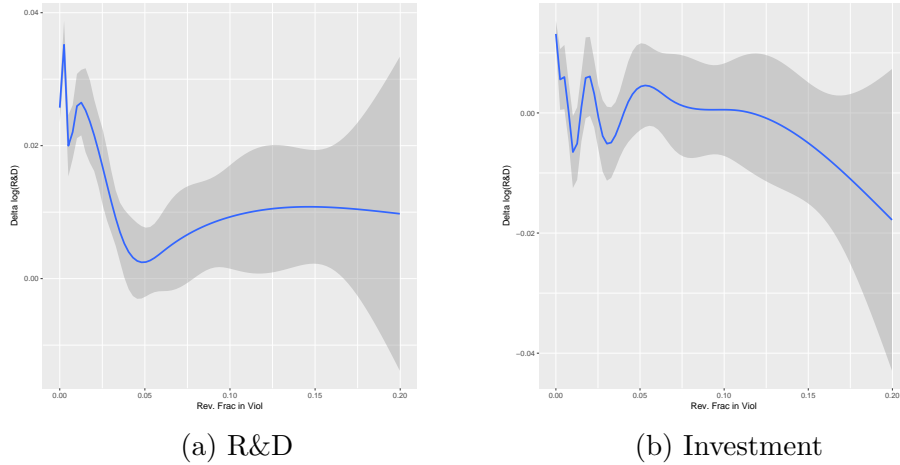 0.04
0.02
0.00
Delta log(R&D)
0.00
0.05
0.10
0.15
0.20
Rev. Frac in Viol
(a) R&D
0.00
−0.02
−0.04
Delta log(R&D)
0.00
0.05
0.10
0.15
0.20
Rev. Frac in Viol
(b) Investment